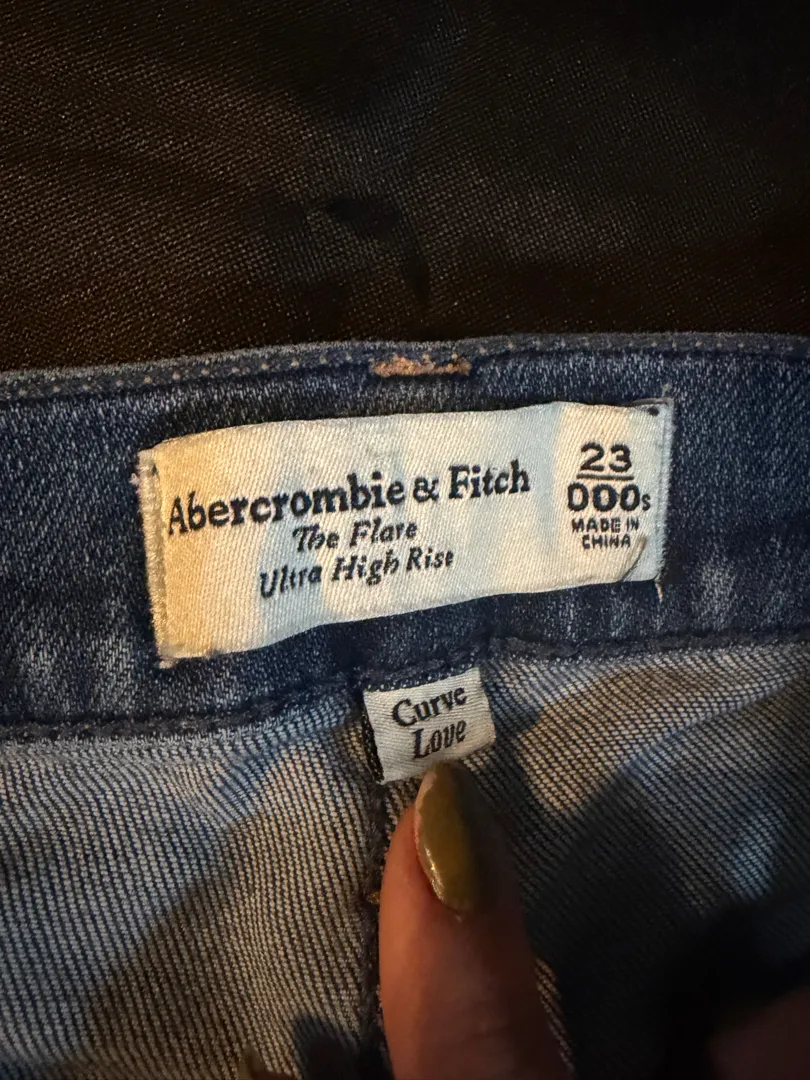 Abercrombie & Fitch
The Flare
Ultra High Rise
23
000s
MADE IN
CHINA
Curve
Love